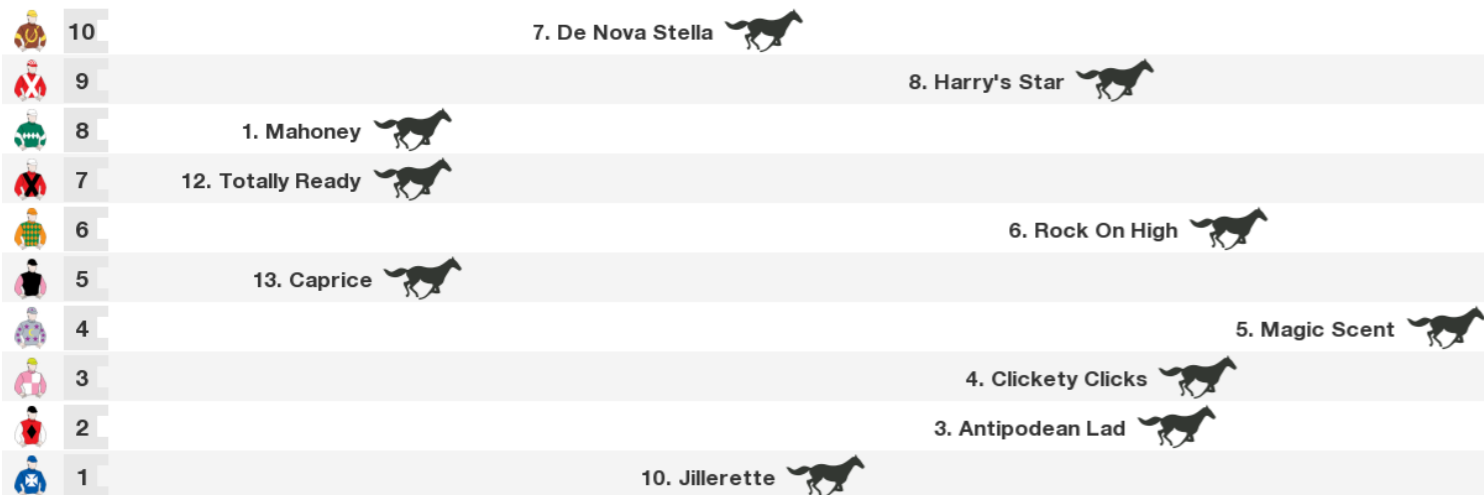 10 7. De Nova Stella
9 8. Harry's Star
8 1. Mahoney
7 12. Totally Ready
6 6. Rock On High
5 13. Caprice
4 5. Magic Scent
3 4. Clickety Clicks
2 3. Antipodean Lad
1 10. Jillerette